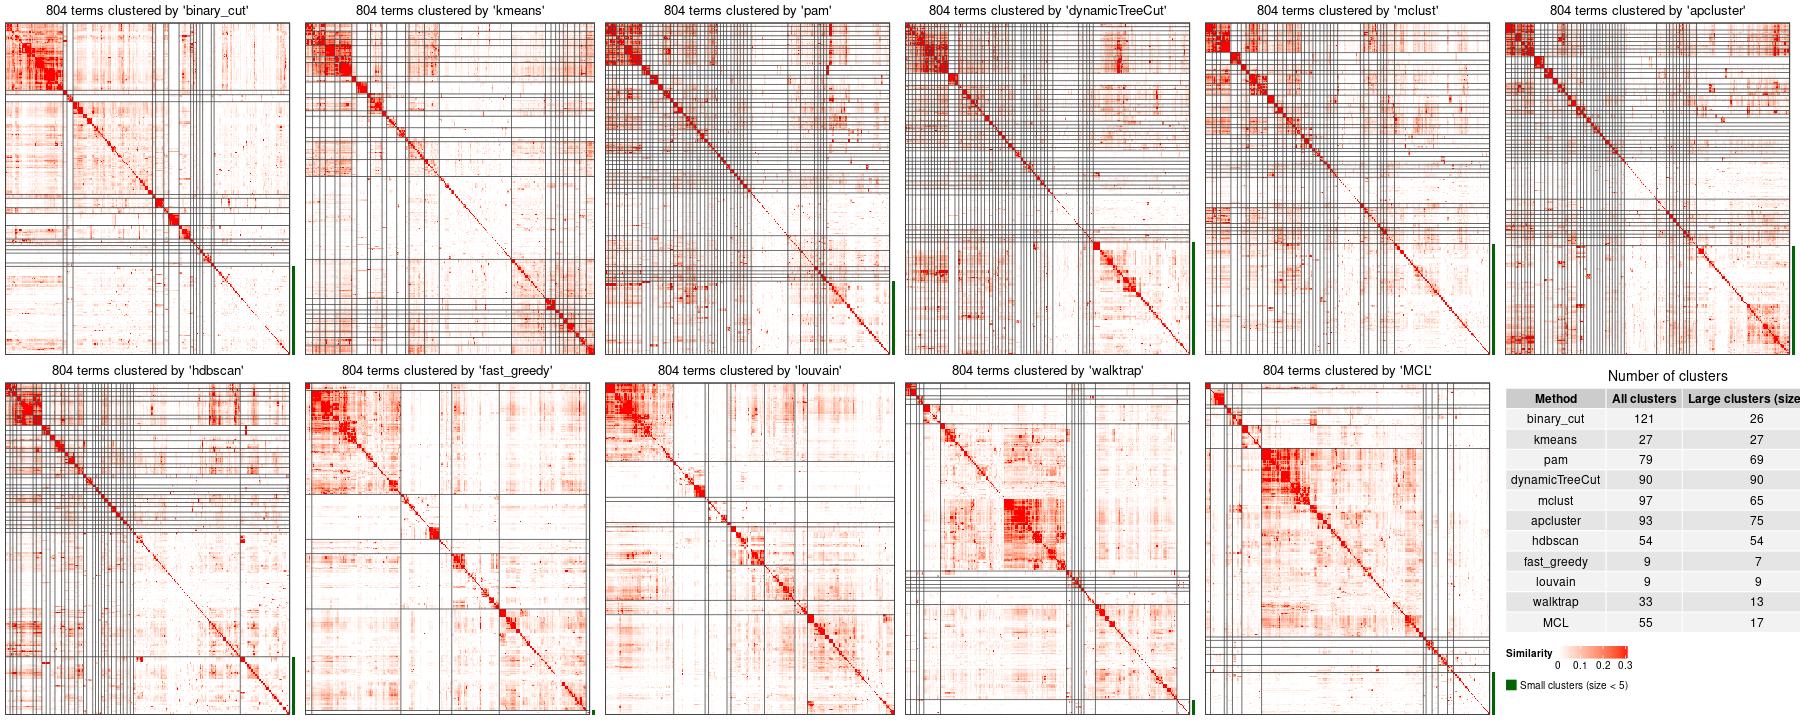 804 terms clustered by 'binary_cut'
804 terms clustered by 'kmeans'
804 terms clustered by 'pam'
804 terms clustered by 'dynamicTreeCut'
804 terms clustered by 'mclust'
804 terms clustered by 'apcluster'
804 terms clustered by 'hdbscan'
804 terms clustered by 'fast_greedy'
804 terms clustered by 'louvain'
804 terms clustered by 'walktrap'
804 terms clustered by 'MCL'
Number of clusters
Method All clusters Large clusters (size
binary_cut 121 26
kmeans 27 27
pam 79 69
dynamicTreeCut 90 90
mclust 97 65
apcluster 93 75
hdbscan 54 54
fast_greedy 9 7
louvain 9 9
walktrap 33 13
MCL 55 17
Similarity
0 0.1 0.2 0.3
Small clusters (size < 5)